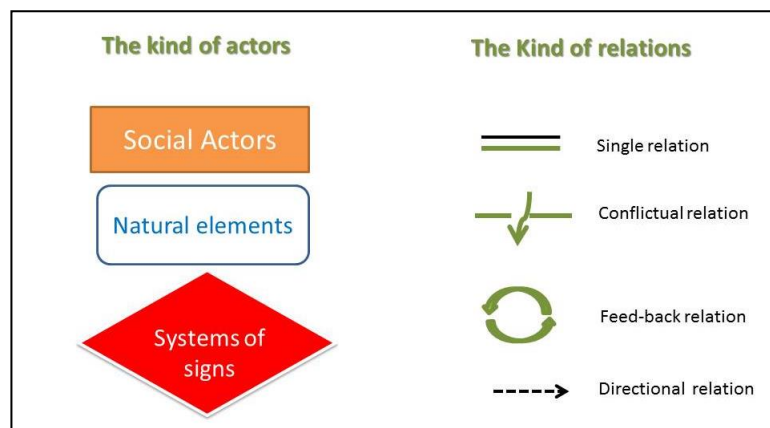 The kind of actors
The Kind of relations
Social Actors
Natural elements
Systems of
signs
Single relation
Conflictual relation
Feed-back relation
Directional relation